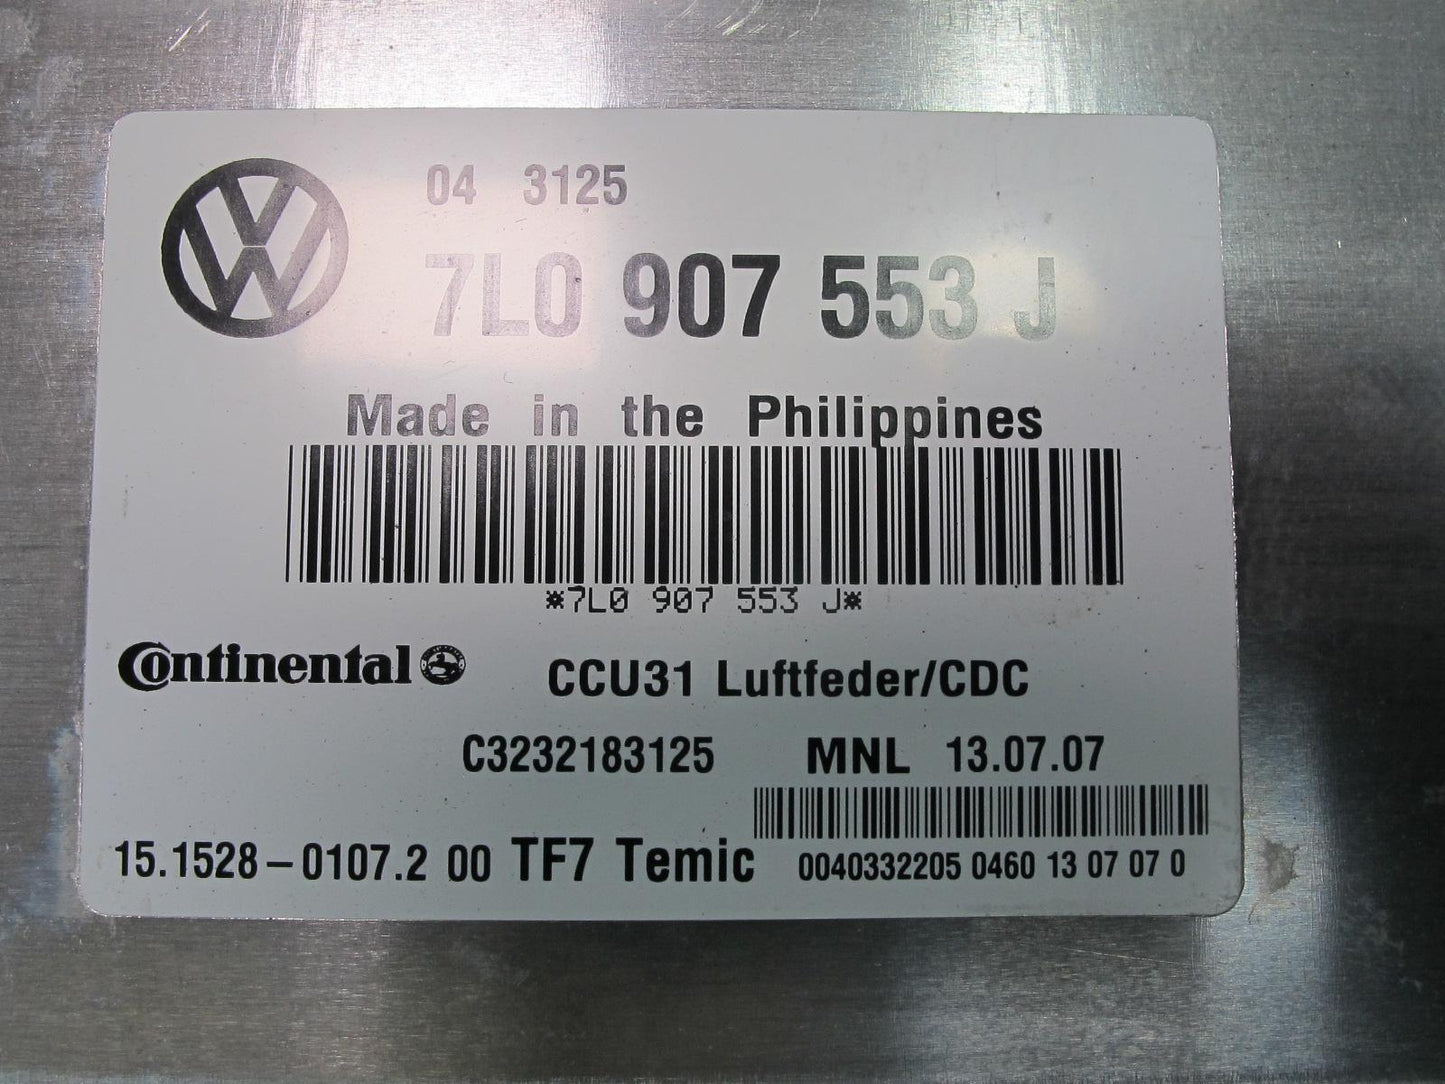 04 3125
7L0 907 553 J
Made in the Philippines
*7L0 907 553 J*
Continental CCU31 Luftfeder/CDC
C3232183125 MNL 13.07.07
15.1528-0107.2 00 TF7 Temic 0040332205 0460 13 07 07 0